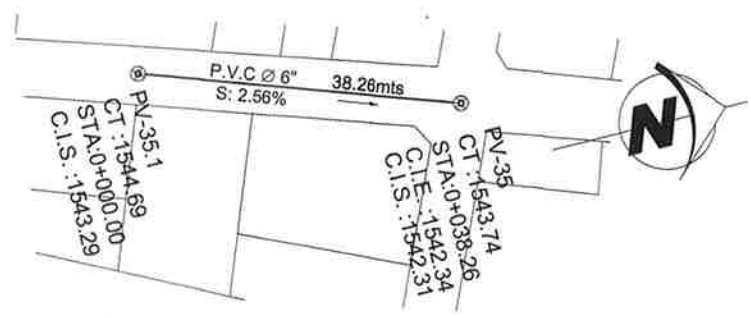 P.V.C Ø 6" 38.26mts
S: 2.56%
PV-35.1
CT :1544.69
STA:0+000.00
C.I.S. :1543.29
PV-35
CT :1543.74
STA:0+038.26
C.I.E. :1542.34
C.I.S. :1542.31
N